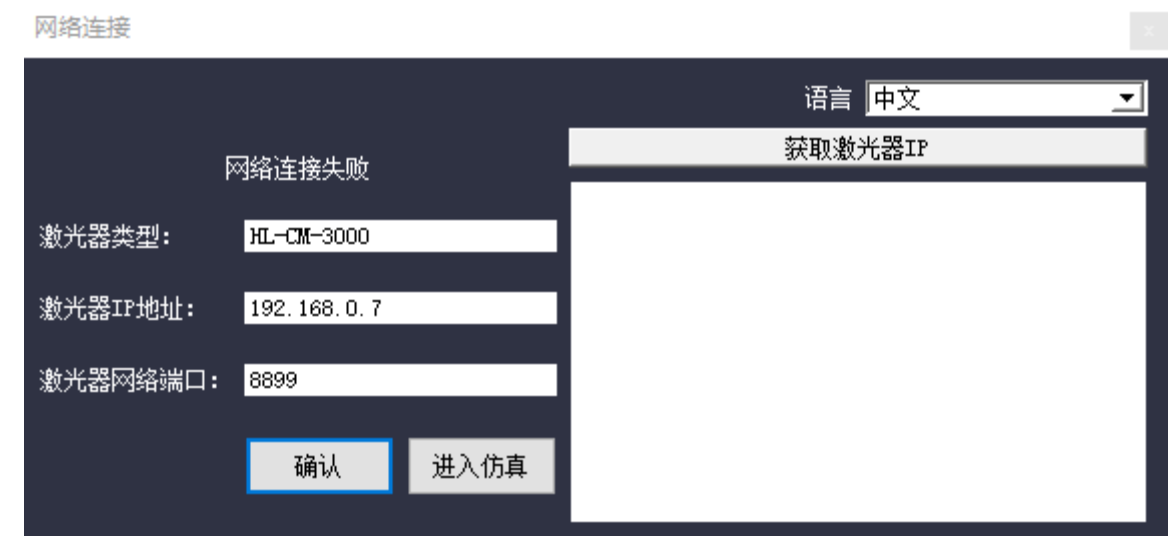 网络连接
x
语言 中文
获取激光器IP
网络连接失败
激光器类型: HL-CM-3000
激光器IP地址: 192.168.0.7
激光器网络端口: 8899
确认 进入仿真